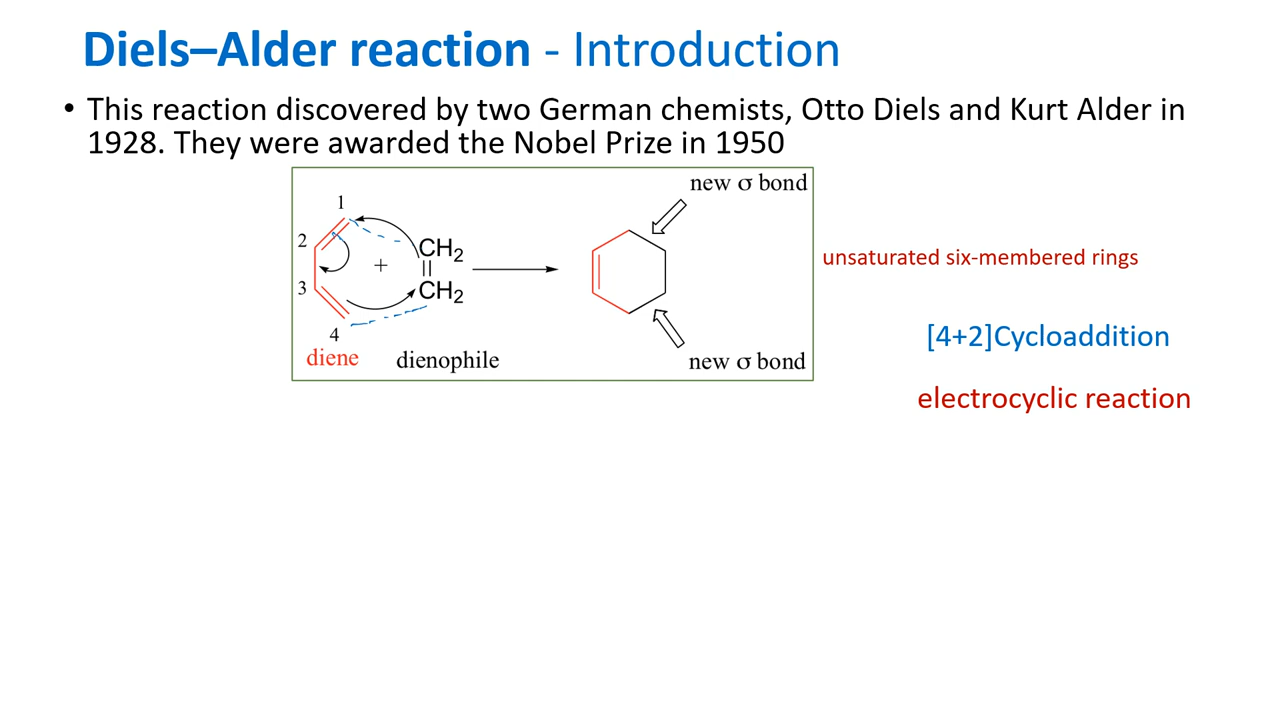 Diels–Alder reaction - Introduction
• This reaction discovered by two German chemists, Otto Diels and Kurt Alder in
1928. They were awarded the Nobel Prize in 1950
new σ bond
1
2
CH2
+
3
CH2
4
diene
dienophile
new σ bond
unsaturated six-membered rings
[4+2]Cycloaddition
electrocyclic reaction